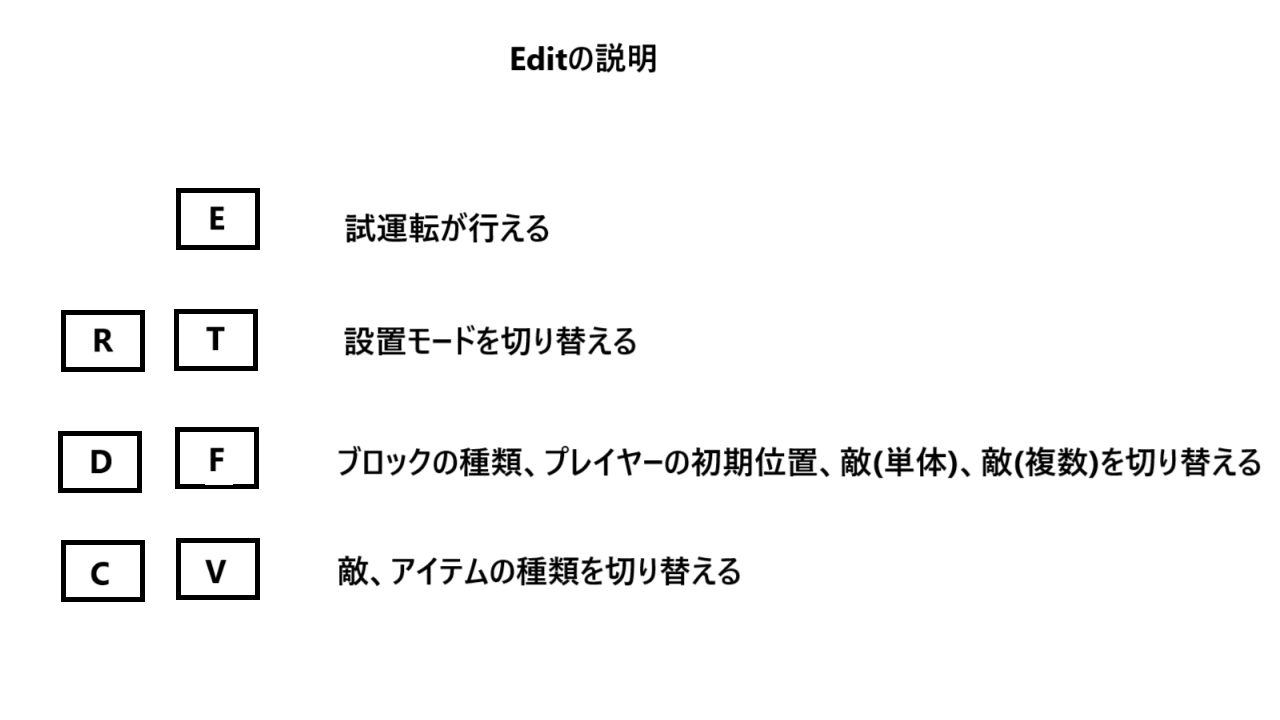 Editの説明
E 試運転が行える
R T 設置モードを切り替える
D F ブロックの種類、プレイヤーの初期位置、敵(単体)、敵(複数)を切り替える
C V 敵、アイテムの種類を切り替える